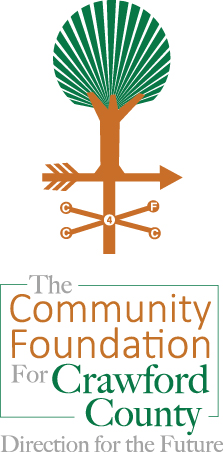 C F
4
C C
The
Community
Foundation
For Crawford
County
Direction for the Future